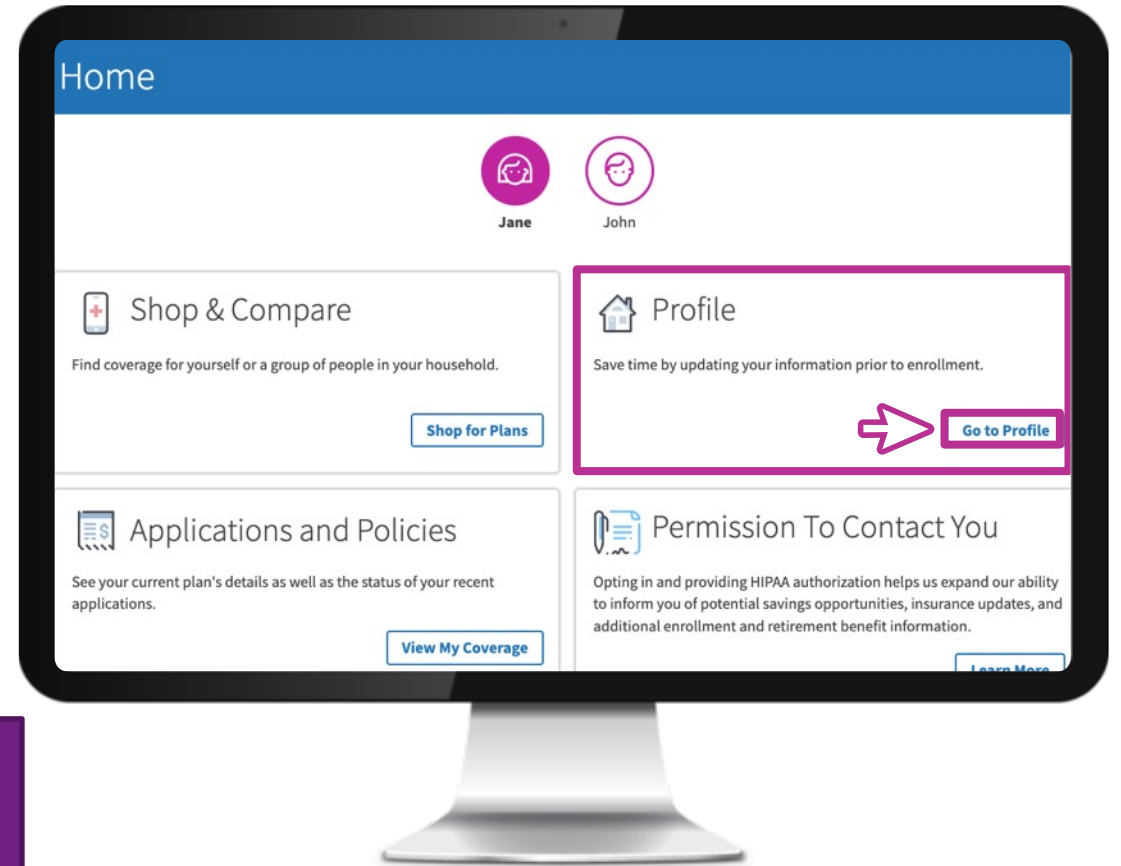 Home
Jane
John
Shop & Compare
Find coverage for yourself or a group of people in your household.
Shop for Plans
Profile
Save time by updating your information prior to enrollment.
Go to Profile
Applications and Policies
See your current plan's details as well as the status of your recent
applications.
View My Coverage
Permission To Contact You
Opting in and providing HIPAA authorization helps us expand our ability
to inform you of potential savings opportunities, insurance updates, and
additional enrollment and retirement benefit information.
Learn More